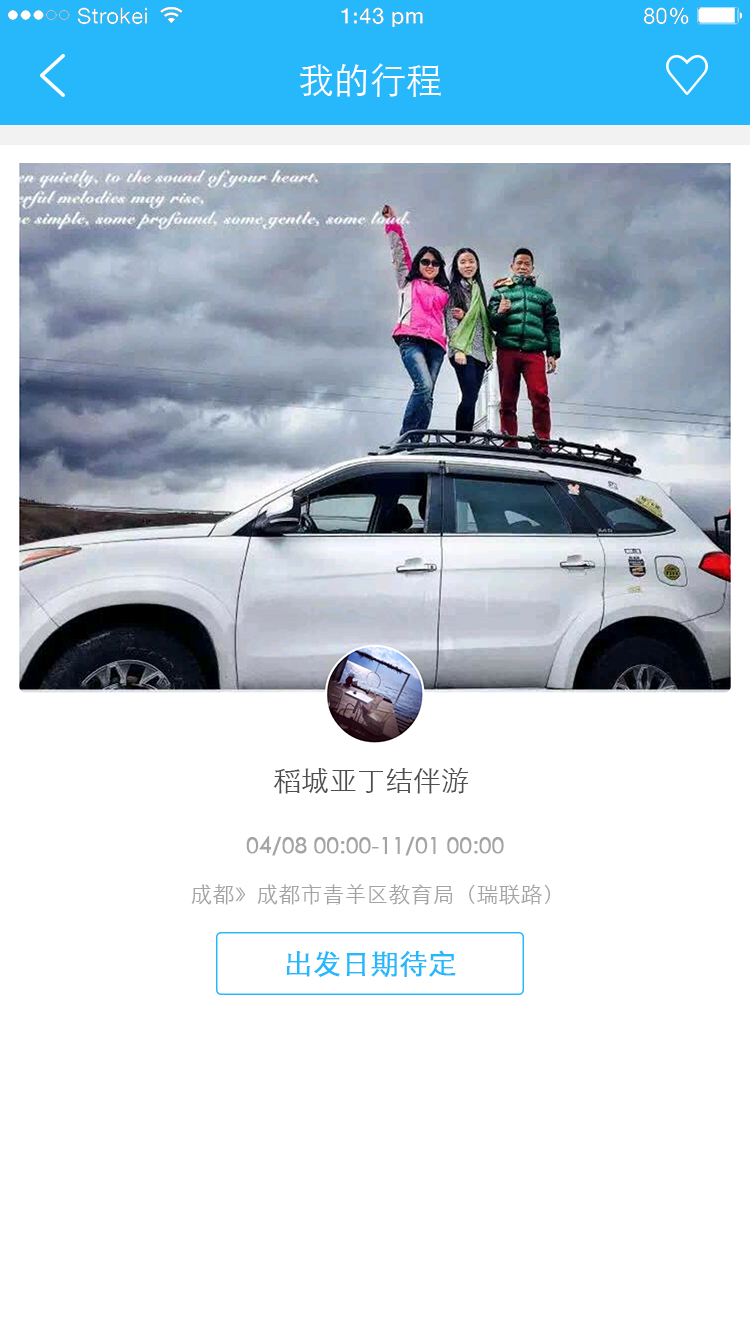 Strokei
1:43 pm
80%
我的行程
en quietly, to the sound of your heart.
erful melodies may rise,
e simple, some profound, some gentle, some loud.
稻城亚丁结伴游
04/08 00:00-11/01 00:00
成都》成都市青羊区教育局（瑞联路）
出发日期待定